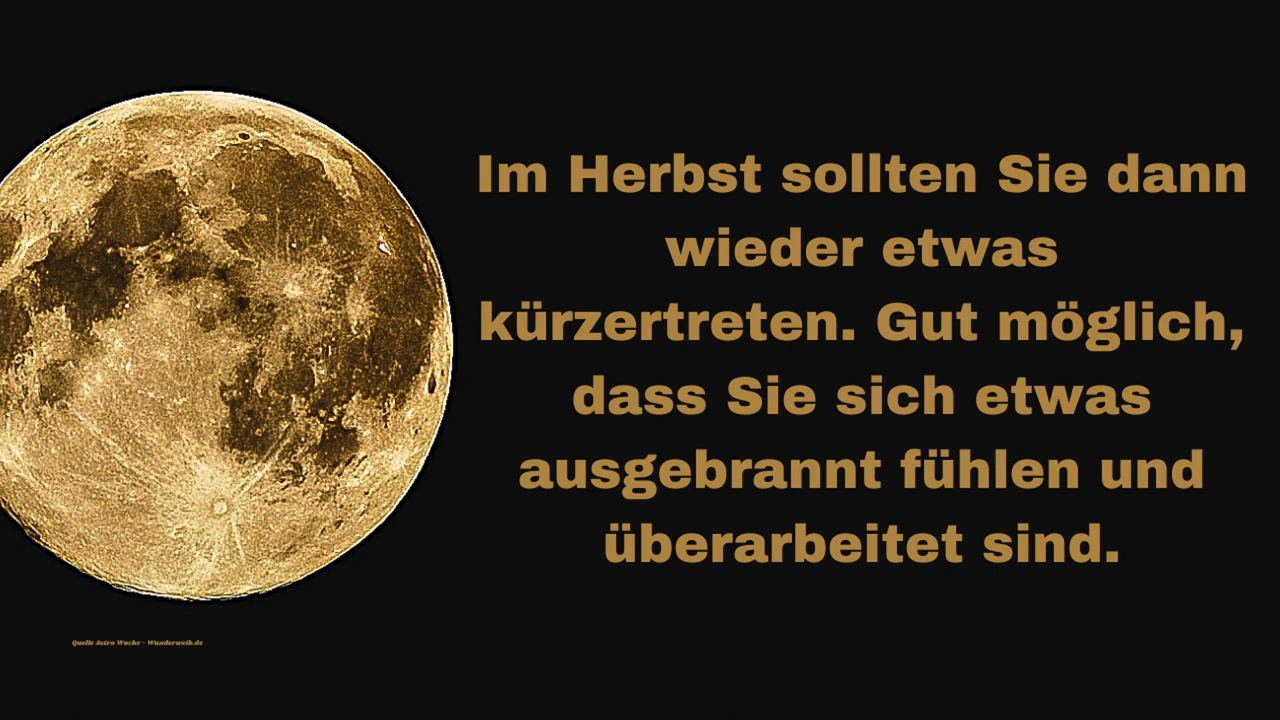 Im Herbst sollten Sie dann
wieder etwas
kürzertreten. Gut möglich,
dass Sie sich etwas
ausgebrannt fühlen und
überarbeitet sind.
Quelle Astro Woche - Wunderweib.de